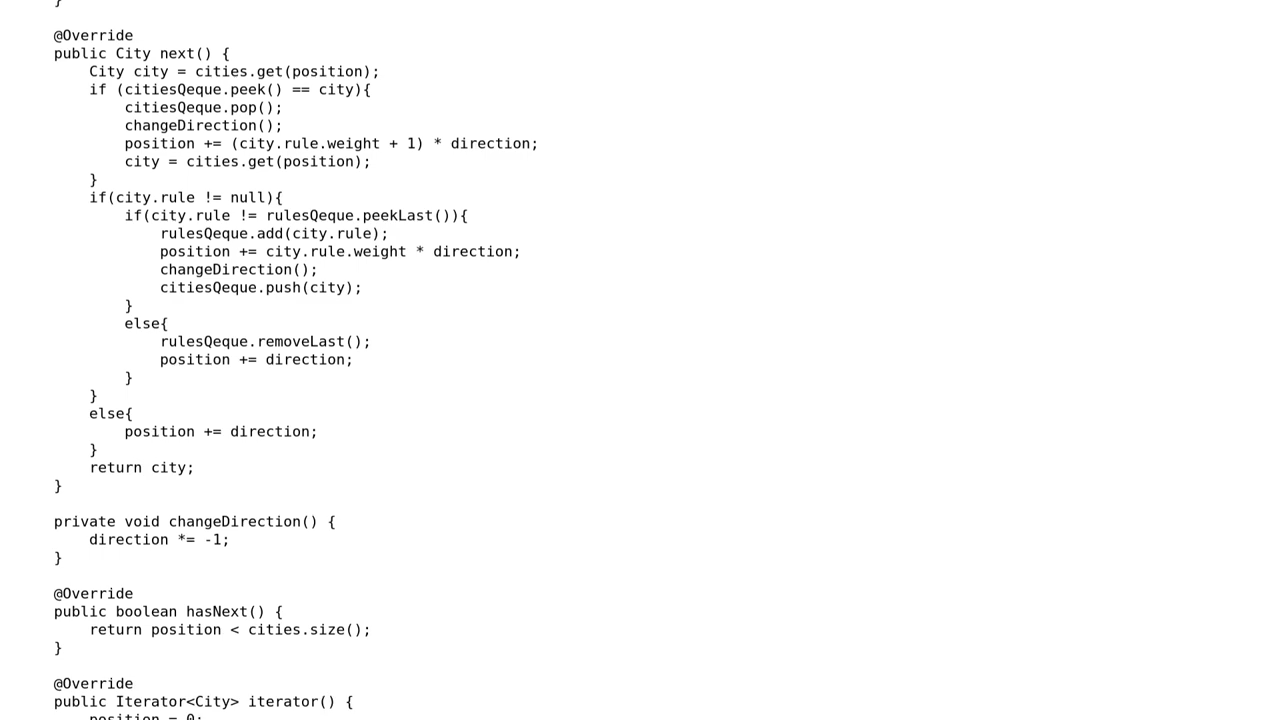 }
@Override
public City next() {
City city = cities.get(position);
if (citiesQeque.peek() == city){
citiesQeque.pop();
changeDirection();
position += (city.rule.weight + 1) * direction;
city = cities.get(position);
}
if(city.rule != null){
if(city.rule != rulesQeque.peekLast()){
rulesQeque.add(city.rule);
position += city.rule.weight * direction;
changeDirection();
citiesQeque.push(city);
}
else{
rulesQeque.removeLast();
position += direction;
}
}
else{
position += direction;
}
return city;
}
private void changeDirection() {
direction *= -1;
}
@Override
public boolean hasNext() {
return position < cities.size();
}
@Override
public Iterator<City> iterator() {
position = 0;